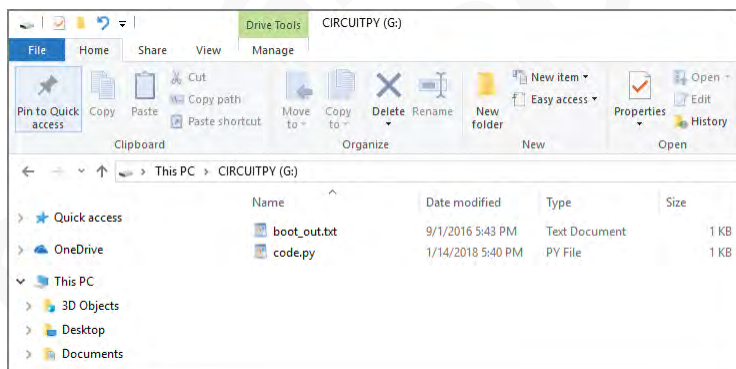 Drive Tools CIRCUITPY (G:)
File Home Share View Manage
Pin to Quick access
Copy
Paste
Cut
Copy path
Paste shortcut
Move to
Copy to
Delete
Rename
New folder
New item
Easy access
Properties
Open
Edit
History
Clipboard Organize New Open
This PC > CIRCUITPY (G:)
Name Date modified Type Size
Quick access
boot_out.txt 9/1/2016 5:43 PM Text Document 1 KB
OneDrive
code.py 1/14/2018 5:40 PM PY File 1 KB
This PC
3D Objects
Desktop
Documents